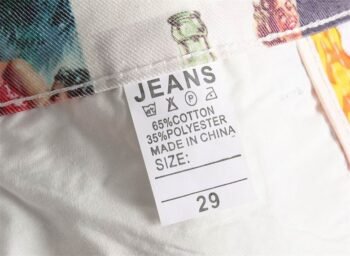 JEANS
65%COTTON
35%POLYESTER
MADE IN CHINA
SIZE:
29